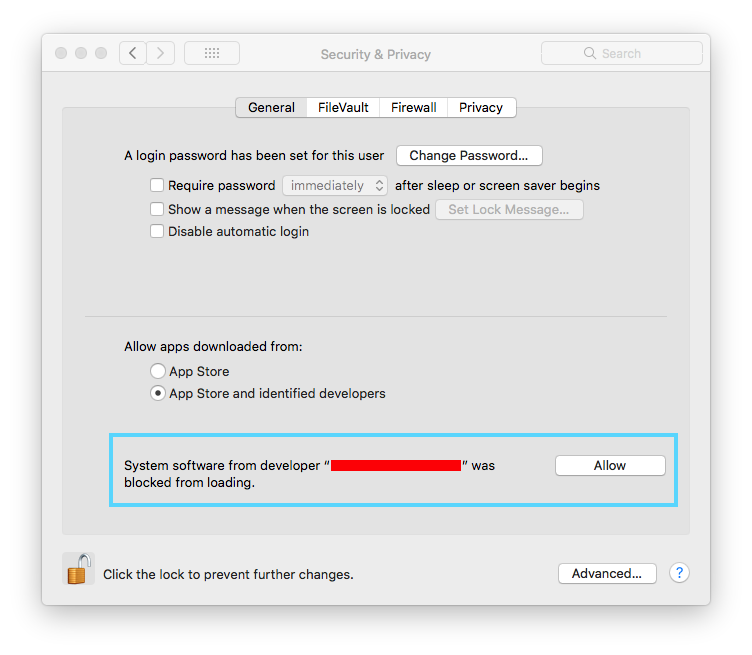 Security & Privacy
Search
General
FileVault
Firewall
Privacy
A login password has been set for this user
Change Password...
Require password
immediately
after sleep or screen saver begins
Show a message when the screen is locked
Set Lock Message...
Disable automatic login
Allow apps downloaded from:
App Store
App Store and identified developers
System software from developer “ ” was
blocked from loading.
Allow
Click the lock to prevent further changes.
Advanced...
?